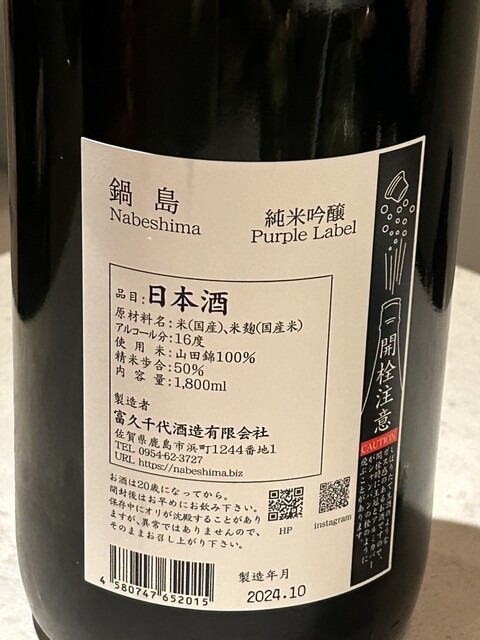 鍋島
Nabeshima
純米吟醸
Purple Label
品目:日本酒
原材料名:米(国産)、米麹(国産米)
アルコール分:16度
使用米:山田錦100%
精米歩合:50%
内容量:1,800ml
製造者
富久千代酒造有限会社
佐賀県鹿島市浜町1244番地1
TEL 0954-62-3727
URL https://nabeshima.biz
お酒は20歳になってから。
開封後はお早めにお飲み下さい。
保存中にオリが沈殿することがあり
ますが、異常ではありませんので、
そのままお召し上がり下さい。
HP
instagram
4 580747 652015
製造年月
2024.10
開栓注意
CAUTION